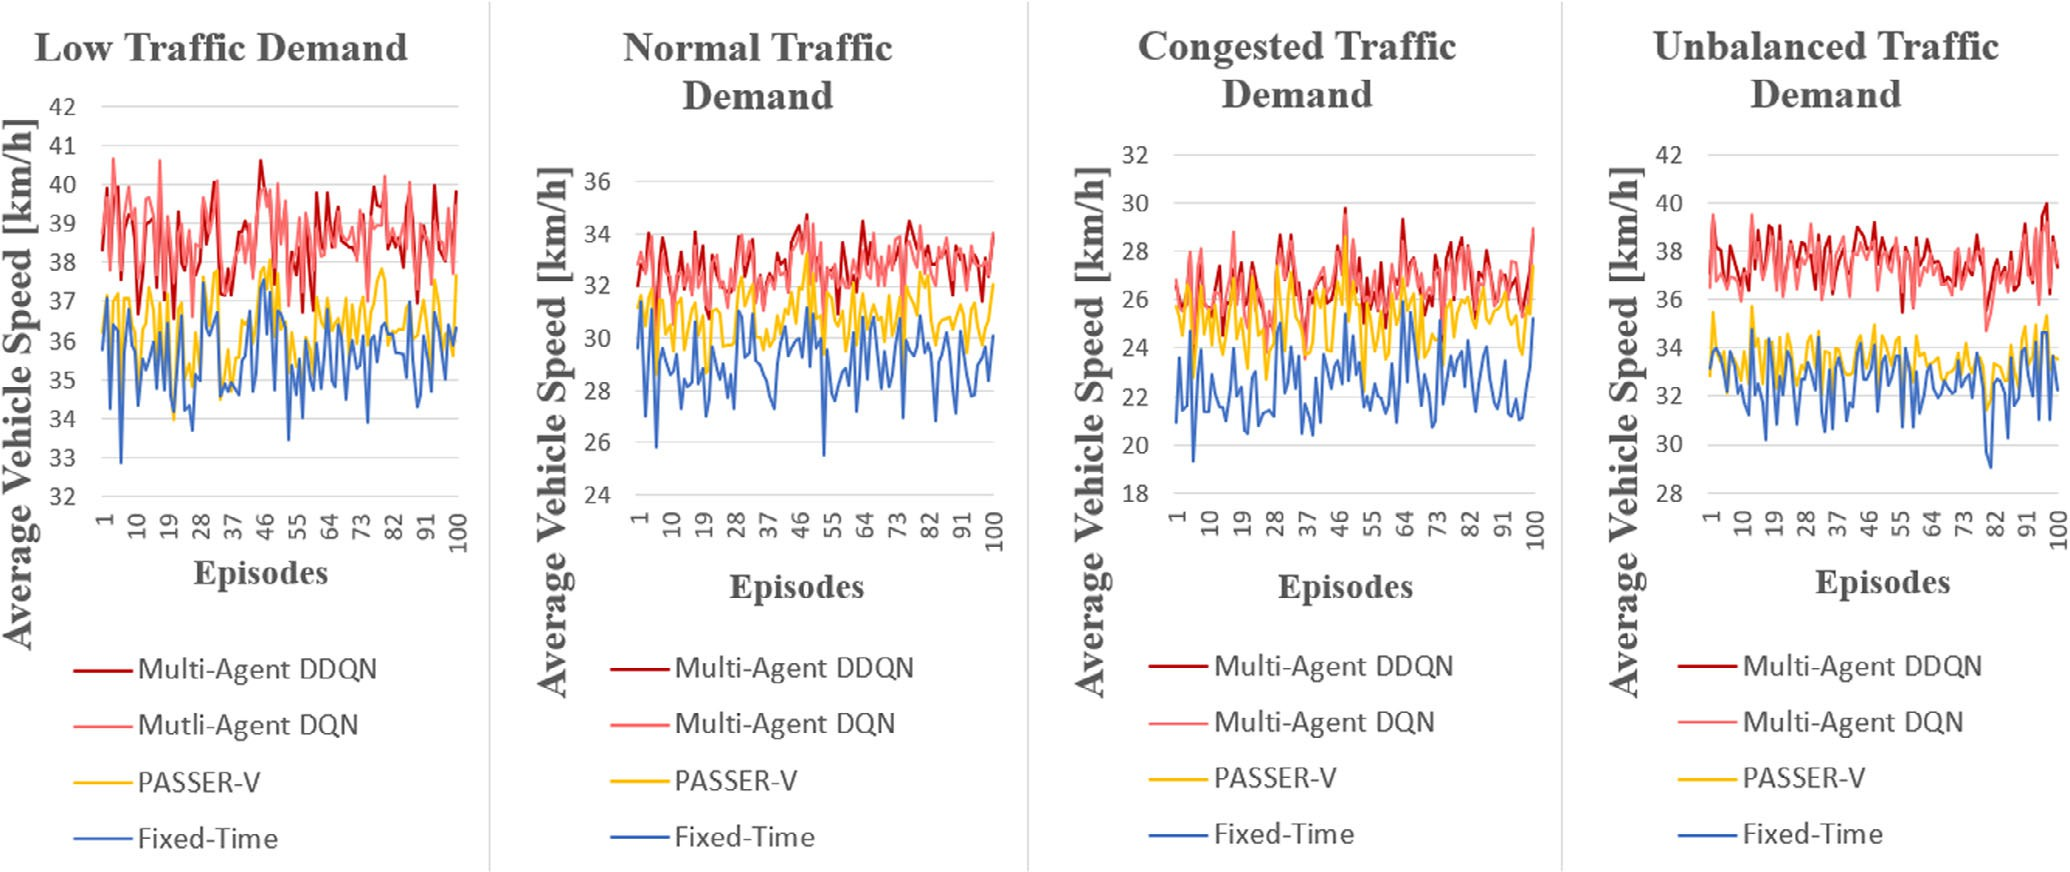 Low Traffic Demand
Average Vehicle Speed [km/h]
42
41
40
39
38
37
36
35
34
33
32
1 10 19 28 37 46 55 64 73 82 91 100
Episodes
Multi-Agent DDQN
Mutli-Agent DQN
PASSER-V
Fixed-Time
Normal Traffic
Demand
Average Vehicle Speed [km/h]
36
34
32
30
28
26
24
1 10 19 28 37 46 55 64 73 82 91 100
Episodes
Multi-Agent DDQN
Multi-Agent DQN
PASSER-V
Fixed-Time
Congested Traffic
Demand
Average Vehicle Speed [km/h]
32
30
28
26
24
22
20
18
1 10 19 28 37 46 55 64 73 82 91 100
Episodes
Multi-Agent DDQN
Multi-Agent DQN
PASSER-V
Fixed-Time
Unbalanced Traffic
Demand
Average Vehicle Speed [km/h]
42
40
38
36
34
32
30
28
1 10 19 28 37 46 55 64 73 82 91 100
Episodes
Multi-Agent DDQN
Multi-Agent DQN
PASSER-V
Fixed-Time